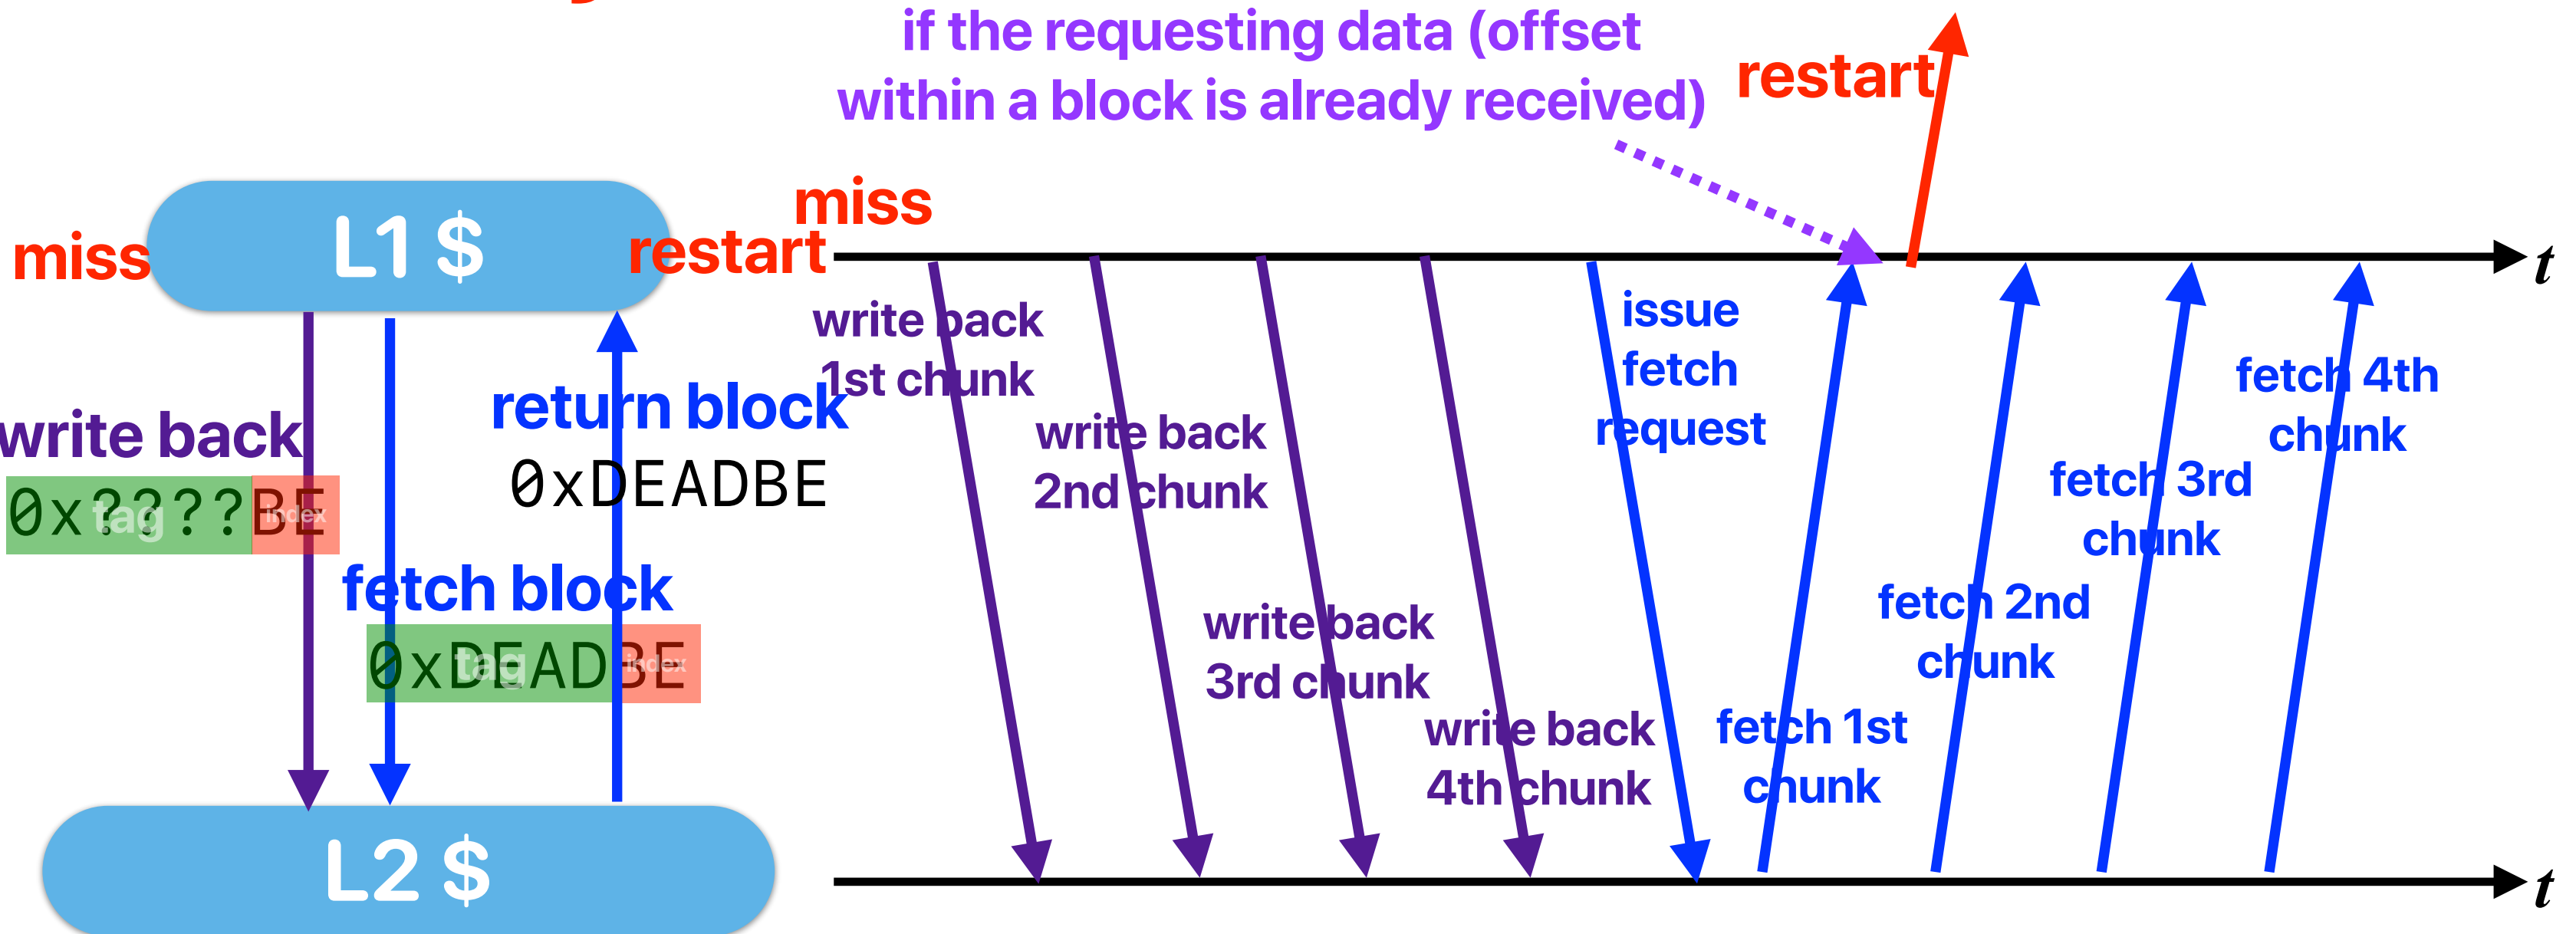 if the requesting data (offset
within a block is already received)
restart
miss
L1 $
miss
restart
t
write back
1st chunk
issue
fetch
request
fetch 4th
chunk
return block
write back
0xDEADBE
write back
2nd chunk
fetch 3rd
chunk
0x????BE
tag
index
fetch block
0xDEADBE
tag
index
write back
3rd chunk
fetch 2nd
chunk
write back
4th chunk
fetch 1st
chunk
L2 $
t